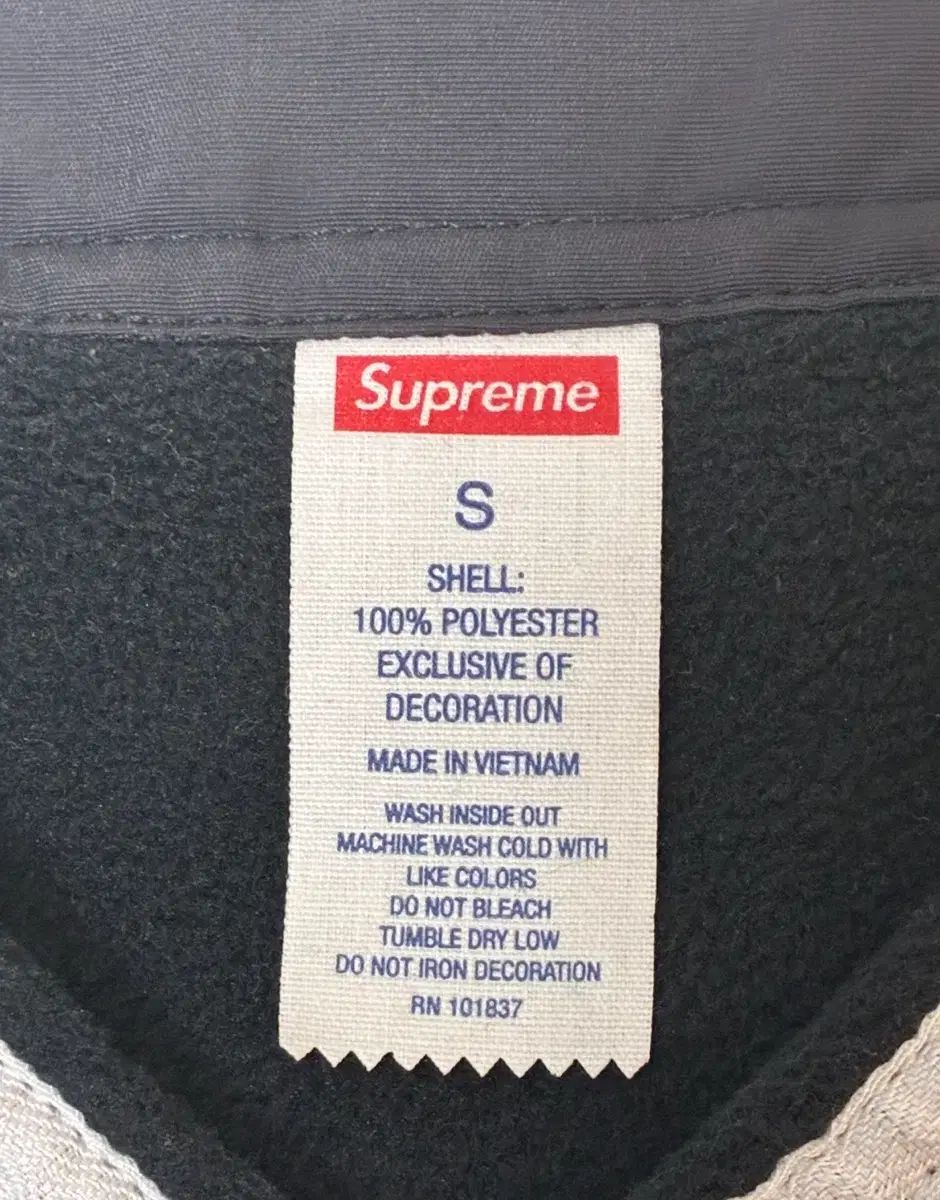 Supreme
S
SHELL:
100% POLYESTER
EXCLUSIVE OF
DECORATION
MADE IN VIETNAM
WASH INSIDE OUT
MACHINE WASH COLD WITH
LIKE COLORS
DO NOT BLEACH
TUMBLE DRY LOW
DO NOT IRON DECORATION
RN 101837